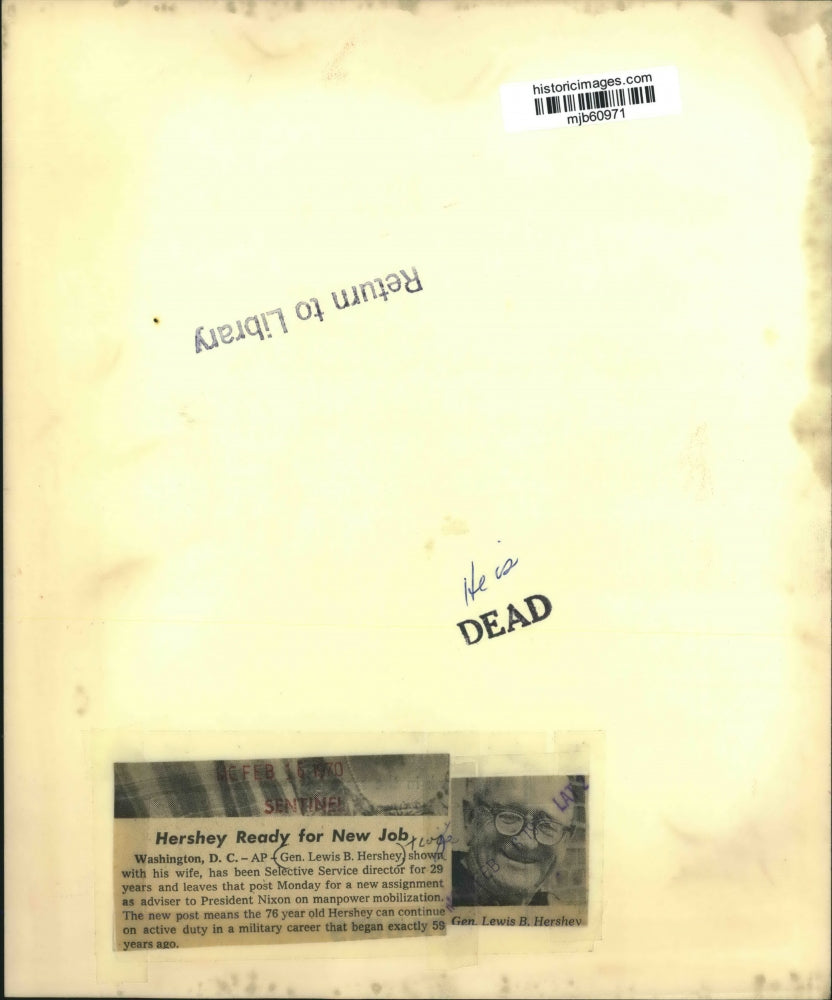 historicimages.com
mjb60971
Return to Library
He is
DEAD
FEB 16 1970
SENTINEL
Hershey Ready for New Job
+ wife
Washington, D. C. – AP – (Gen. Lewis B. Hershey) shown
with his wife, has been Selective Service director for 29
years and leaves that post Monday for a new assignment
as adviser to President Nixon on manpower mobilization.
The new post means the 76 year old Hershey can continue
on active duty in a military career that began exactly 59
years ago.
FEB
Gen. Lewis B. Hershey